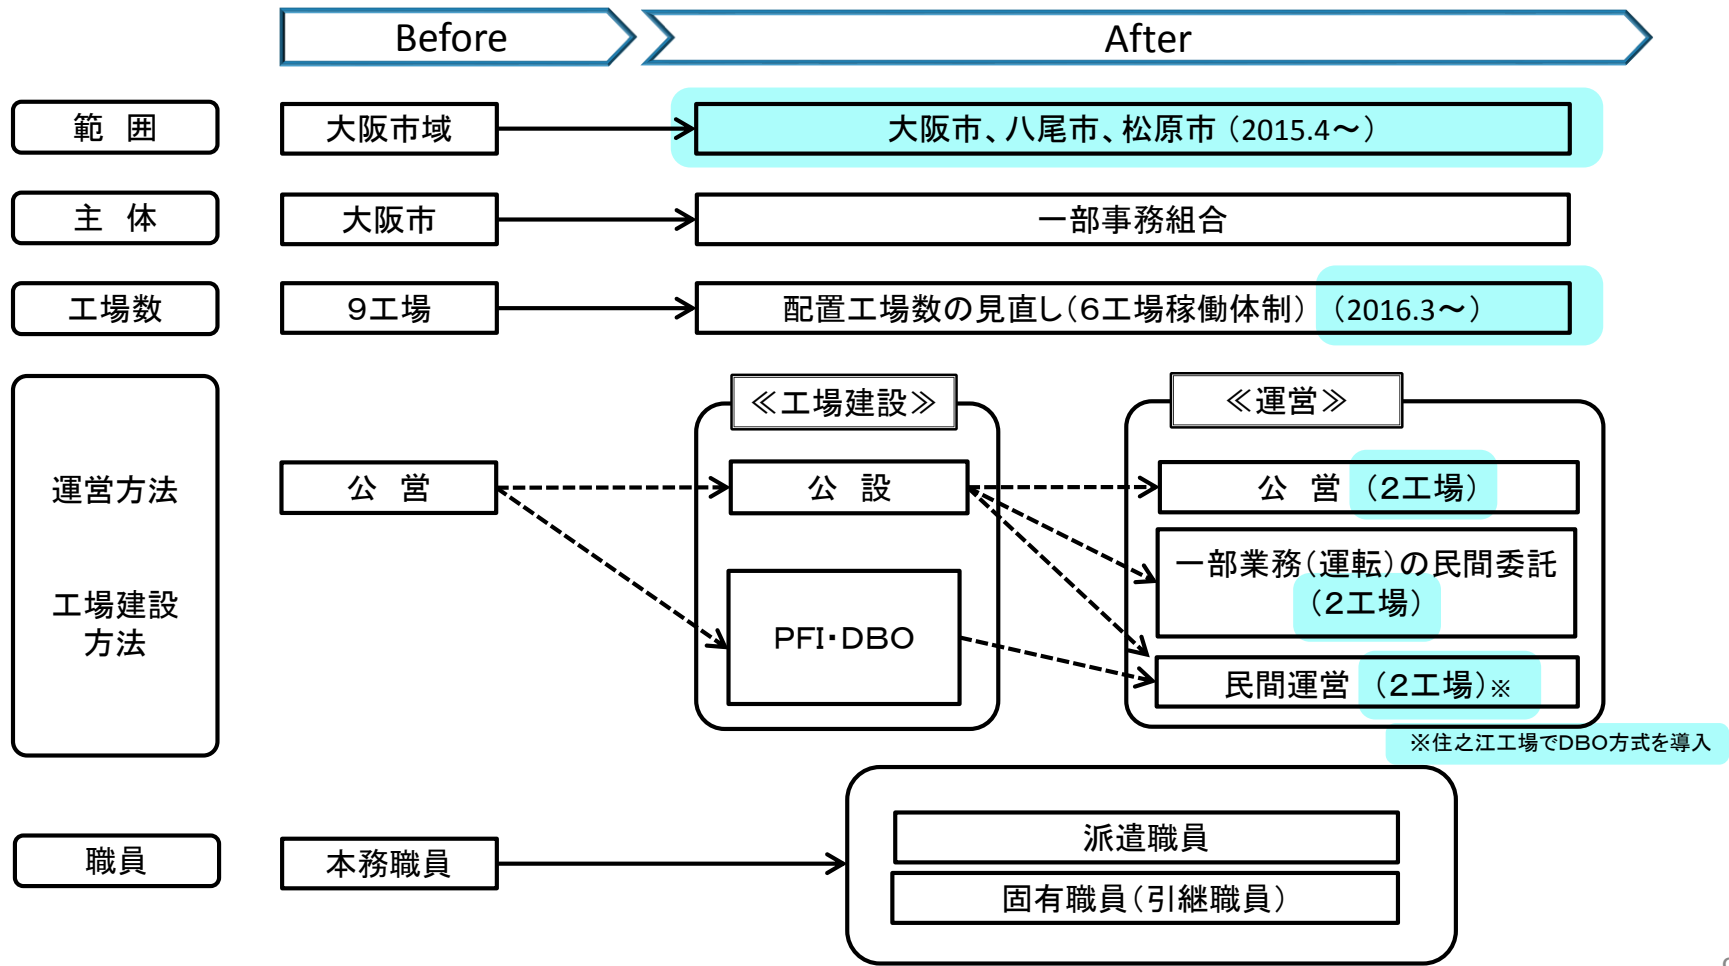 Before
After
範　囲
大阪市域
大阪市、八尾市、松原市（2015.4～）
主　体
大阪市
一部事務組合
工場数
９工場
配置工場数の見直し（６工場稼働体制）（2016.3～）
運営方法
工場建設
方法
公　営
≪工場建設≫
公　設
PFI・DBO
≪運営≫
公　営（２工場）
一部業務（運転）の民間委託
（２工場）
民間運営（２工場）※
※住之江工場でDBO方式を導入
職員
本務職員
派遣職員
固有職員（引継職員）